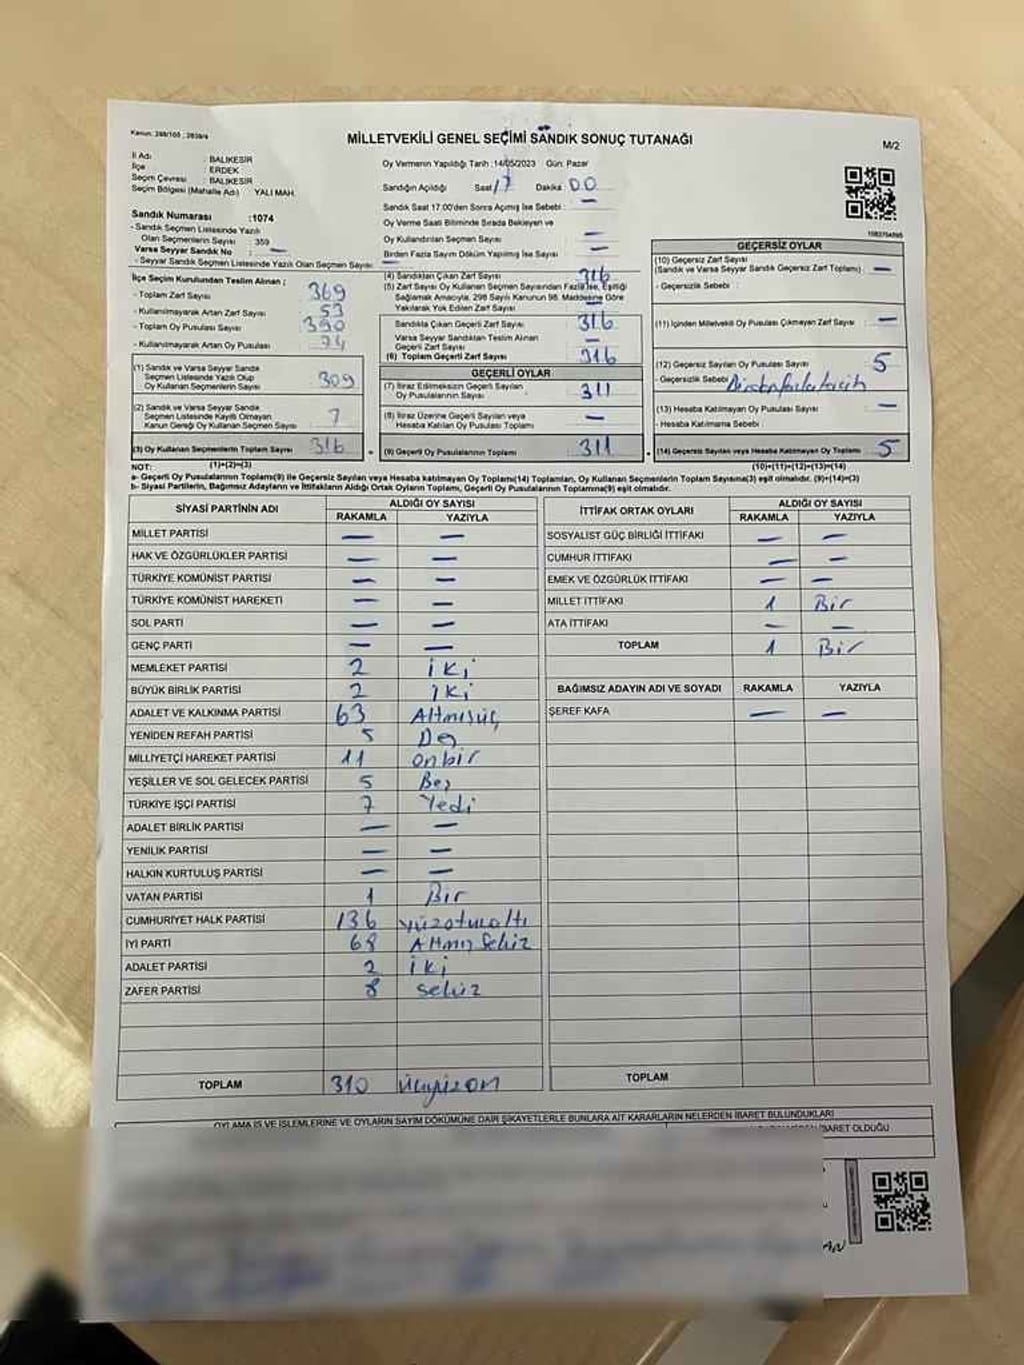 Kanun: 298/105 ; 2839/4
MİLLETVEKİLİ GENEL SEÇİMİ SANDIK SONUÇ TUTANAĞI
M/2
İl Adı : BALIKESİR
İlçe : ERDEK
Seçim Çevresi : BALIKESİR
Seçim Bölgesi (Mahalle Adı) YALI MAH.
Sandık Numarası :1074
- Sandık Seçmen Listesinde Yazılı
Olan Seçmenlerin Sayısı : 359
Varsa Seyyar Sandık No : —
- Seyyar Sandık Seçmen Listesinde Yazılı Olan Seçmen Sayısı: —
İlçe Seçim Kurulundan Teslim Alınan ;
- Toplam Zarf Sayısı 369
- Kullanılmayarak Artan Zarf Sayısı 53
- Toplam Oy Pusulası Sayısı 390
- Kullanılmayarak Artan Oy Pusulası 74
(1) Sandık ve Varsa Seyyar Sandık
Seçmen Listesinde Yazılı Olup
Oy Kullanan Seçmenlerin Sayısı 309
(2) Sandık ve Varsa Seyyar Sandık
Seçmen Listesinde Kayıtlı Olmayan
Kanun Gereği Oy Kullanan Seçmen Sayısı 7
(3) Oy Kullanan Seçmenlerin Toplam Sayısı 316
Oy Vermenin Yapıldığı Tarih :14/05/2023 Gün: Pazar
Sandığın Açıldığı Saat 17 Dakika 00
Sandık Saat 17:00'den Sonra Açılmış İse Sebebi : —
Oy Verme Saati Bitiminde Sırada Bekleyen ve
Oy Kullandırılan Seçmen Sayısı —
Birden Fazla Sayım Döküm Yapılmış İse Sayısı —
(4) Sandıktan Çıkan Zarf Sayısı 316
(5) Zarf Sayısı Oy Kullanan Seçmen Sayısından Fazla İse, Eşitliği
Sağlamak Amacıyla, 298 Sayılı Kanunun 98. Maddesine Göre
Yakılarak Yok Edilen Zarf Sayısı —
Sandıkta Çıkan Geçerli Zarf Sayısı 316
Varsa Seyyar Sandıktan Teslim Alınan
Geçerli Zarf Sayısı —
(6) Toplam Geçerli Zarf Sayısı 316
GEÇERLİ OYLAR
(7) İtiraz Edilmeksizin Geçerli Sayılan
Oy Pusulalarının Sayısı 311
(8) İtiraz Üzerine Geçerli Sayılan veya
Hesaba Katılan Oy Pusulası Toplamı —
(9) Geçerli Oy Pusulalarının Toplamı 311
GEÇERSİZ OYLAR
(10) Geçersiz Zarf Sayısı
(Sandık ve Varsa Seyyar Sandık Geçersiz Zarf Toplamı) —
- Geçersizlik Sebebi :
(11) İçinden Milletvekili Oy Pusulası Çıkmayan Zarf Sayısı —
(12) Geçersiz Sayılan Oy Pusulası Sayısı 5
- Geçersizlik Sebebi Birden fazla tercih
(13) Hesaba Katılmayan Oy Pusulası Sayısı —
- Hesaba Katılmama Sebebi
(14) Geçersiz Sayılan veya Hesaba Katılmayan Oy Toplamı 5
NOT: (1)+(2)=(3) (10)+(11)+(12)+(13)=(14)
a- Geçerli Oy Pusulalarının Toplamı(9) ile Geçersiz Sayılan veya Hesaba katılmayan Oy Toplamı(14) Toplamları, Oy Kullanan Seçmenlerin Toplam Sayısına(3) eşit olmalıdır. (9)+(14)=(3)
b- Siyasi Partilerin, Bağımsız Adayların ve İttifakların Aldığı Ortak Oyların Toplamı, Geçerli Oy Pusulalarının Toplamına(9) eşit olmalıdır.
SİYASİ PARTİNİN ADI ALDIĞI OY SAYISI
RAKAMLA YAZIYLA
MİLLET PARTİSİ — —
HAK VE ÖZGÜRLÜKLER PARTİSİ — —
TÜRKİYE KOMÜNİST PARTİSİ — —
TÜRKİYE KOMÜNİST HAREKETİ — —
SOL PARTİ — —
GENÇ PARTİ — —
MEMLEKET PARTİSİ 2 İki
BÜYÜK BİRLİK PARTİSİ 2 İki
ADALET VE KALKINMA PARTİSİ 63 Altmışüç
YENİDEN REFAH PARTİSİ 5
MİLLİYETÇİ HAREKET PARTİSİ 11 onbir
YEŞİLLER VE SOL GELECEK PARTİSİ 5 Beş
TÜRKİYE İŞÇİ PARTİSİ 7 Yedi
ADALET BİRLİK PARTİSİ — —
YENİLİK PARTİSİ — —
HALKIN KURTULUŞ PARTİSİ — —
VATAN PARTİSİ 1 Bir
CUMHURİYET HALK PARTİSİ 136 yüzotuzaltı
İYİ PARTİ 68 Altmış Sekiz
ADALET PARTİSİ 2 iki
ZAFER PARTİSİ 8 sekiz
TOPLAM 310 üçyüzon
İTTİFAK ORTAK OYLARI ALDIĞI OY SAYISI
RAKAMLA YAZIYLA
SOSYALİST GÜÇ BİRLİĞİ İTTİFAKI — —
CUMHUR İTTİFAKI — —
EMEK VE ÖZGÜRLÜK İTTİFAKI — —
MİLLET İTTİFAKI 1 Bir
ATA İTTİFAKI — —
TOPLAM 1 Bir
BAĞIMSIZ ADAYIN ADI VE SOYADI RAKAMLA YAZIYLA
ŞEREF KAFA — —
TOPLAM
OYLAMA İŞ VE İŞLEMLERİNE VE OYLARIN SAYIM DÖKÜMÜNE DAİR ŞİKAYETLERLE BUNLARA AİT KARARLARIN NELERDEN İBARET BULUNDUKLARI
İBARET OLDUĞU